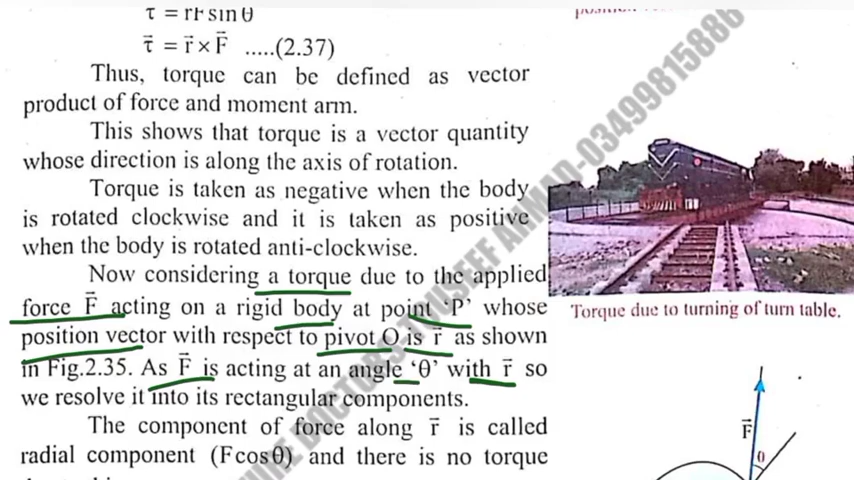 τ = rF sin θ
τ⃗ = r⃗ × F⃗ .....(2.37)
Thus, torque can be defined as vector
product of force and moment arm.
This shows that torque is a vector quantity
whose direction is along the axis of rotation.
Torque is taken as negative when the body
is rotated clockwise and it is taken as positive
when the body is rotated anti-clockwise.
Now considering a torque due to the applied
force F⃗ acting on a rigid body at point ‘P’ whose
position vector with respect to pivot O is r⃗ as shown
in Fig.2.35. As F⃗ is acting at an angle ‘θ’ with r⃗ so
we resolve it into its rectangular components.
The component of force along r⃗ is called
radial component (Fcosθ) and there is no torque
Torque due to turning of turn table.
F⃗
θ
AHMAD-03499815886